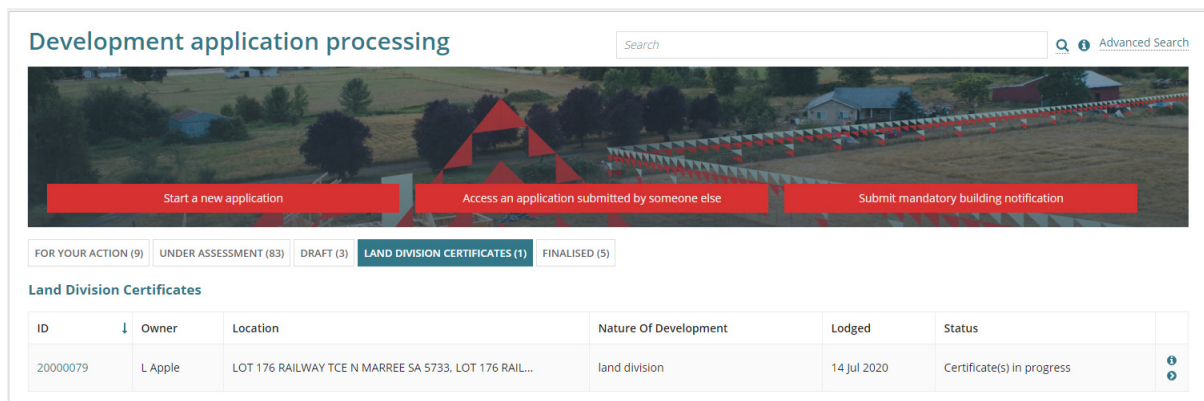 Development application processing
Search
Advanced Search
Start a new application
Access an application submitted by someone else
Submit mandatory building notification
FOR YOUR ACTION (9) UNDER ASSESSMENT (83) DRAFT (3) LAND DIVISION CERTIFICATES (1) FINALISED (5)
Land Division Certificates
ID Owner Location Nature Of Development Lodged Status
20000079 L Apple LOT 176 RAILWAY TCE N MARREE SA 5733, LOT 176 RAIL... land division 14 Jul 2020 Certificate(s) in progress